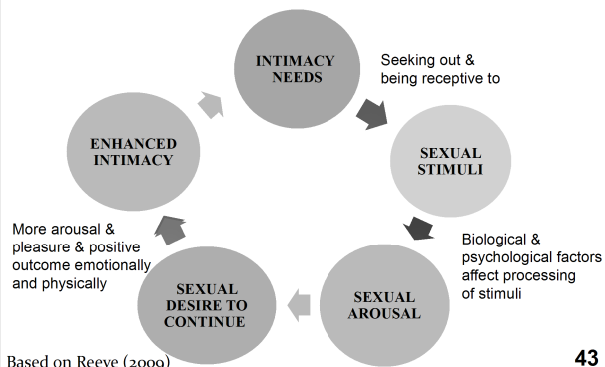 INTIMACY
NEEDS
Seeking out &
being receptive to
SEXUAL
STIMULI
Biological &
psychological factors
affect processing
of stimuli
SEXUAL
AROUSAL
SEXUAL
DESIRE TO
CONTINUE
More arousal &
pleasure & positive
outcome emotionally
and physically
ENHANCED
INTIMACY
Based on Reeve (2009)
43